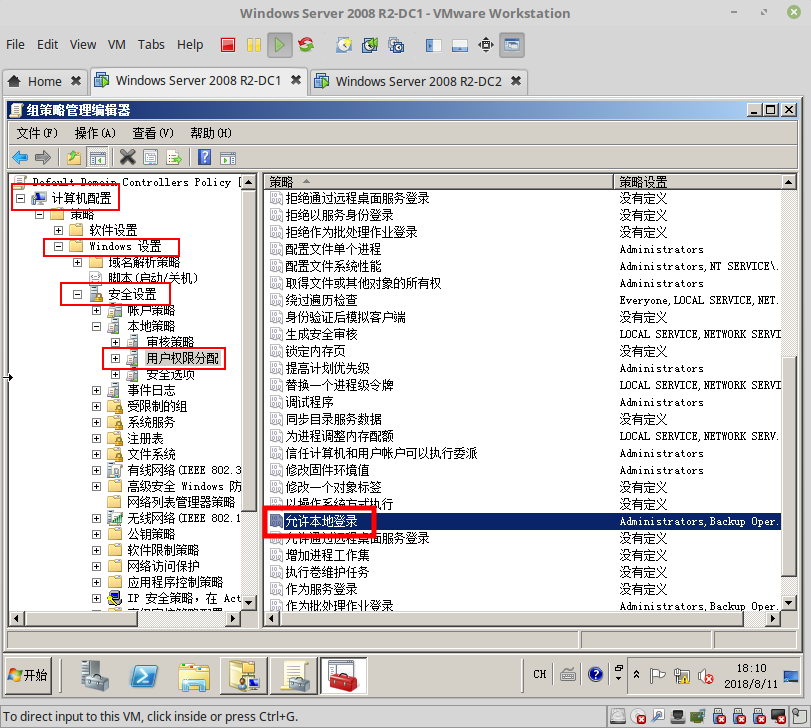 Windows Server 2008 R2-DC1 - VMware Workstation
File Edit View VM Tabs Help
Home Windows Server 2008 R2-DC1 Windows Server 2008 R2-DC2
组策略管理编辑器
文件(F) 操作(A) 查看(V) 帮助(H)
Default Domain Controllers Policy [
计算机配置
策略
软件设置
Windows 设置
域名解析策略
脚本(启动/关机)
安全设置
帐户策略
本地策略
审核策略
用户权限分配
安全选项
事件日志
受限制的组
系统服务
注册表
文件系统
有线网络(IEEE 802.3
高级安全 Windows 防
网络列表管理器策略
无线网络(IEEE 802.1
公钥策略
软件限制策略
网络访问保护
应用程序控制策略
IP 安全策略，在 Act
策略 策略设置
拒绝通过远程桌面服务登录 没有定义
拒绝以服务身份登录 没有定义
拒绝作为批处理作业登录 没有定义
配置文件单个进程 Administrators
配置文件系统性能 Administrators,NT SERVICE\.
取得文件或其他对象的所有权 Administrators
绕过遍历检查 Everyone,LOCAL SERVICE,NET.
身份验证后模拟客户端 没有定义
生成安全审核 LOCAL SERVICE,NETWORK SERVI
锁定内存页 没有定义
提高计划优先级 Administrators
替换一个进程级令牌 LOCAL SERVICE,NETWORK SERVI
调试程序 Administrators
同步目录服务数据 没有定义
为进程调整内存配额 LOCAL SERVICE,NETWORK SERV.
信任计算机和用户帐户可以执行委派 Administrators
修改固件环境值 Administrators
修改一个对象标签 没有定义
以操作系统方式执行 没有定义
允许本地登录 Administrators,Backup Oper.
允许通过远程桌面服务登录 没有定义
增加进程工作集 没有定义
执行卷维护任务 没有定义
作为服务登录 没有定义
作为批处理作业登录 Administrators,Backup Oper.
开始 CH 18:10
2018/8/11
To direct input to this VM, click inside or press Ctrl+G.